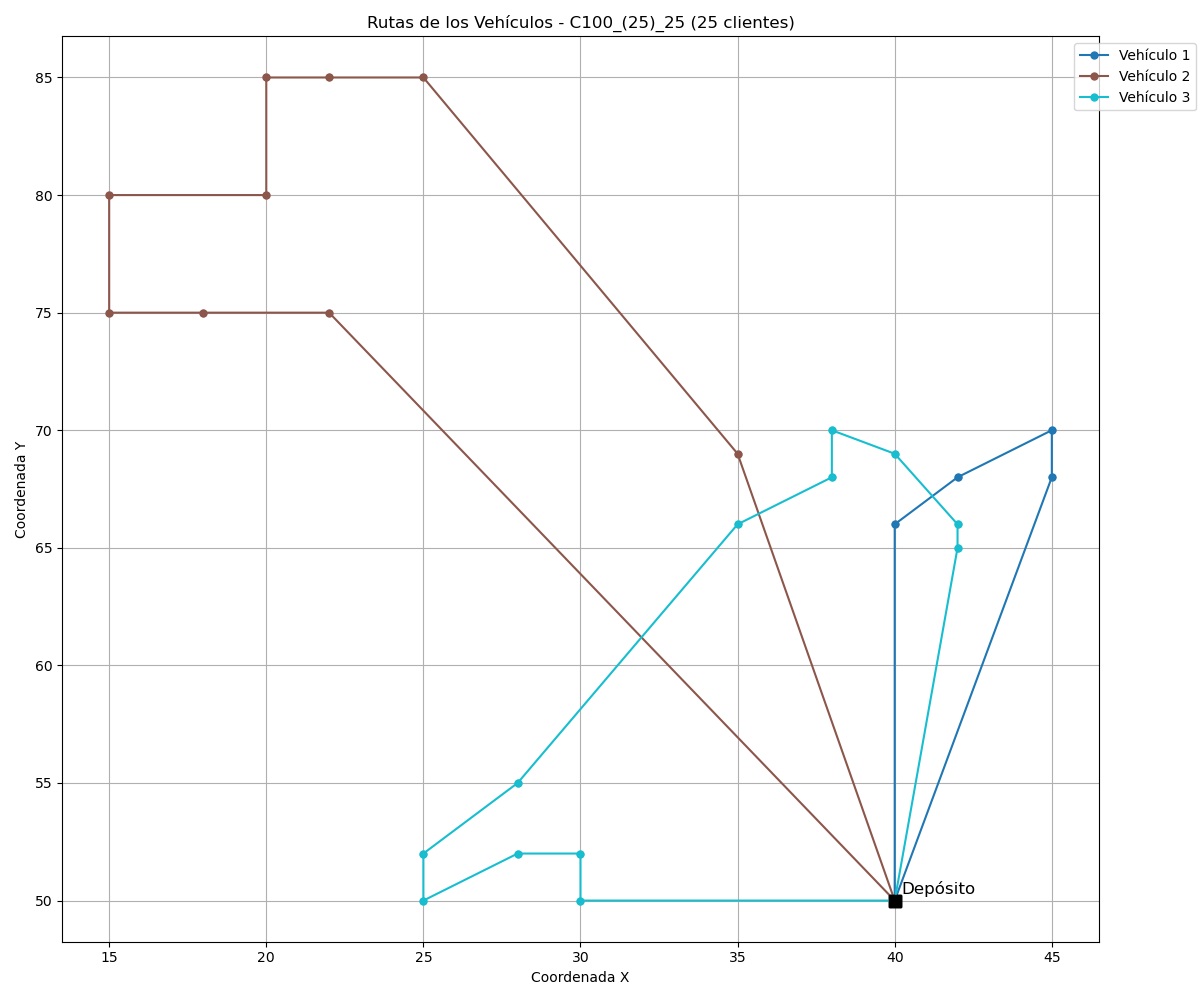 Rutas de los Vehículos - C100_(25)_25 (25 clientes)
Vehículo 1
Vehículo 2
Vehículo 3
85
80
75
70
65
60
55
50
Coordenada Y
Depósito
15
20
25
30
35
40
45
Coordenada X